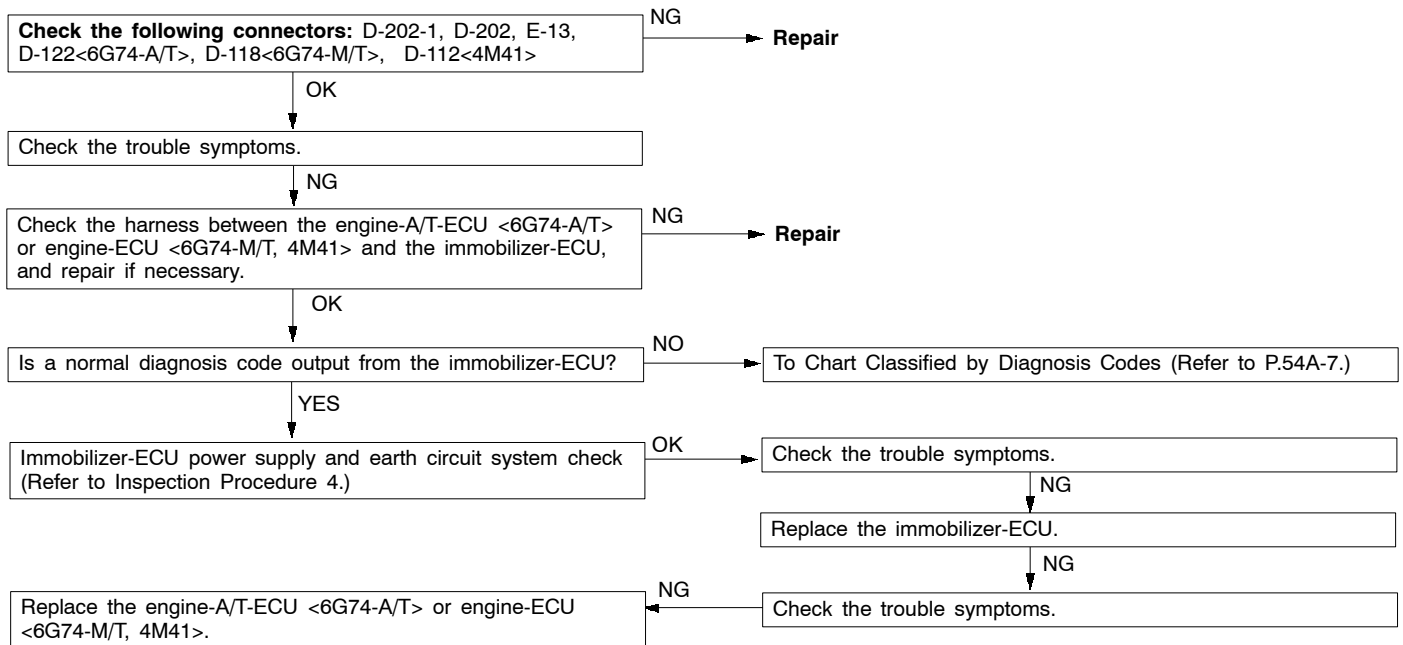 Check the following connectors: D-202-1, D-202, E-13,
D-122<6G74-A/T>, D-118<6G74-M/T>, D-112<4M41>
NG
Repair
OK
Check the trouble symptoms.
NG
Check the harness between the engine-A/T-ECU <6G74-A/T>
or engine-ECU <6G74-M/T, 4M41> and the immobilizer-ECU,
and repair if necessary.
NG
Repair
OK
Is a normal diagnosis code output from the immobilizer-ECU?
NO
To Chart Classified by Diagnosis Codes (Refer to P.54A-7.)
YES
Immobilizer-ECU power supply and earth circuit system check
(Refer to Inspection Procedure 4.)
OK
Check the trouble symptoms.
NG
Replace the immobilizer-ECU.
NG
Check the trouble symptoms.
NG
Replace the engine-A/T-ECU <6G74-A/T> or engine-ECU
<6G74-M/T, 4M41>.